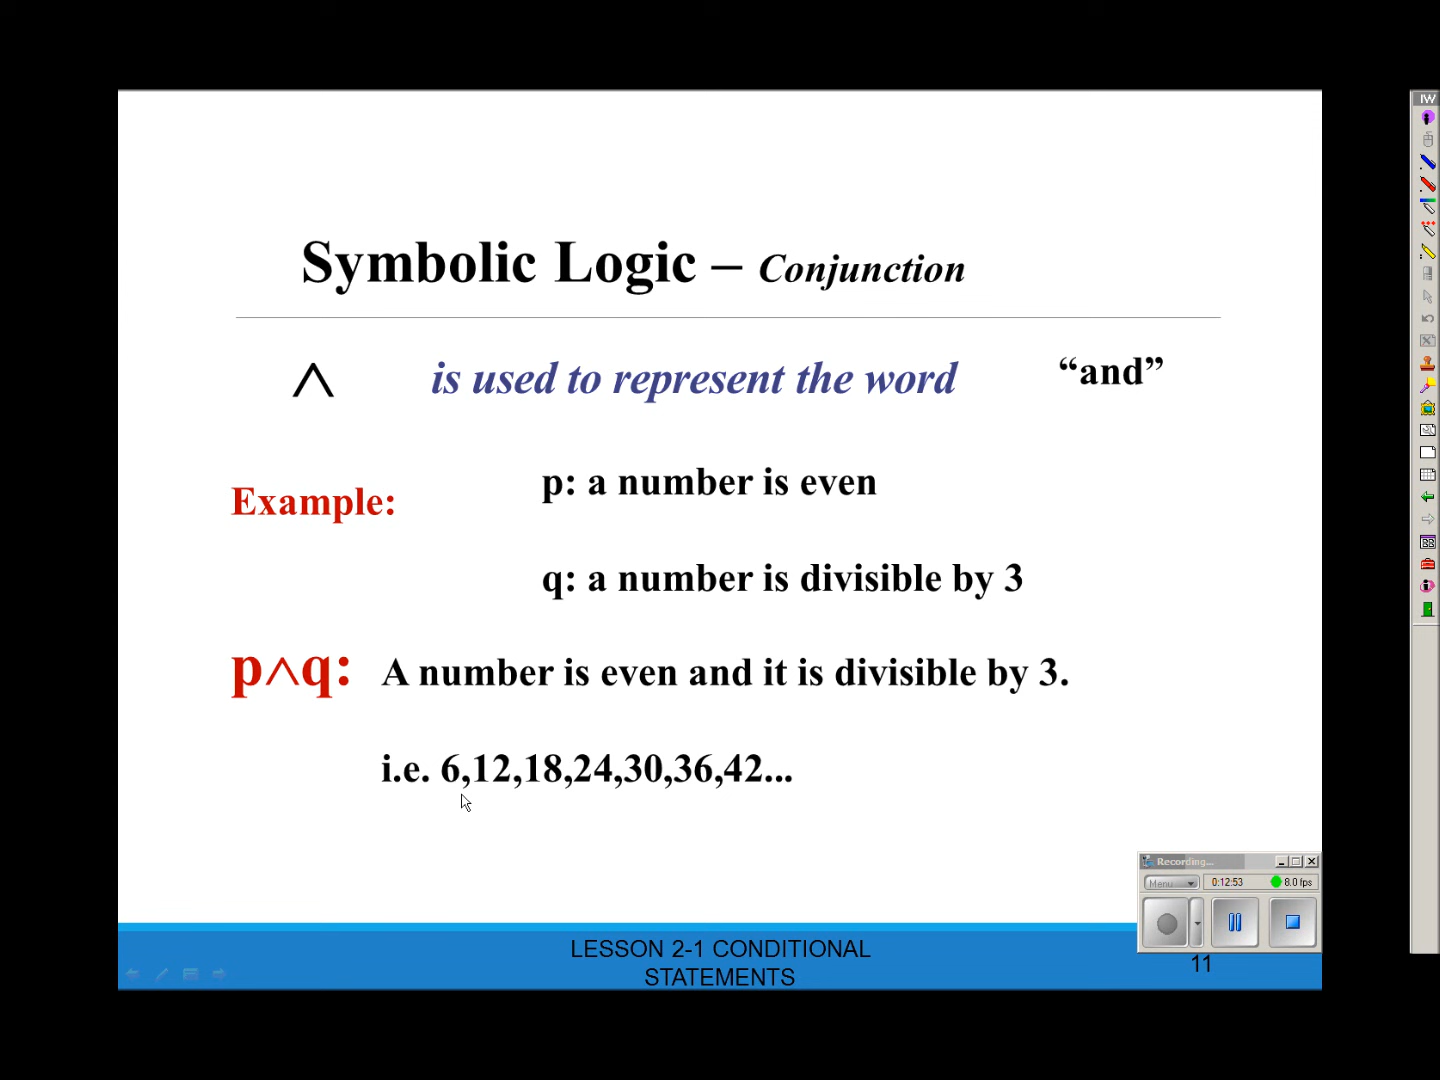 IW
Symbolic Logic – Conjunction
∧ is used to represent the word “and”
p: a number is even
Example:
q: a number is divisible by 3
p∧q: A number is even and it is divisible by 3.
i.e. 6,12,18,24,30,36,42...
Recording...
Menu 0:12:53 8.0 fps
LESSON 2-1 CONDITIONAL
STATEMENTS
11